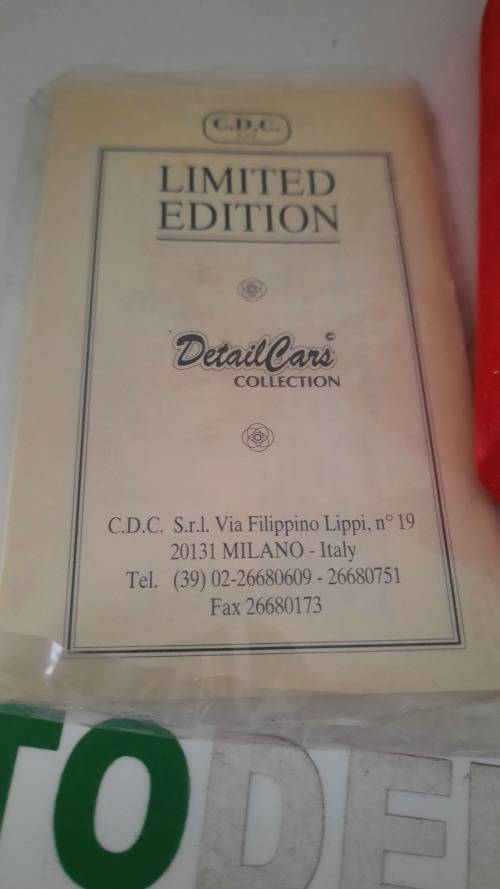 C.D.C.
LIMITED
EDITION
DetailCars ©
COLLECTION
C.D.C. S.r.l. Via Filippino Lippi, n° 19
20131 MILANO - Italy
Tel. (39) 02-26680609 - 26680751
Fax 26680173
TODE